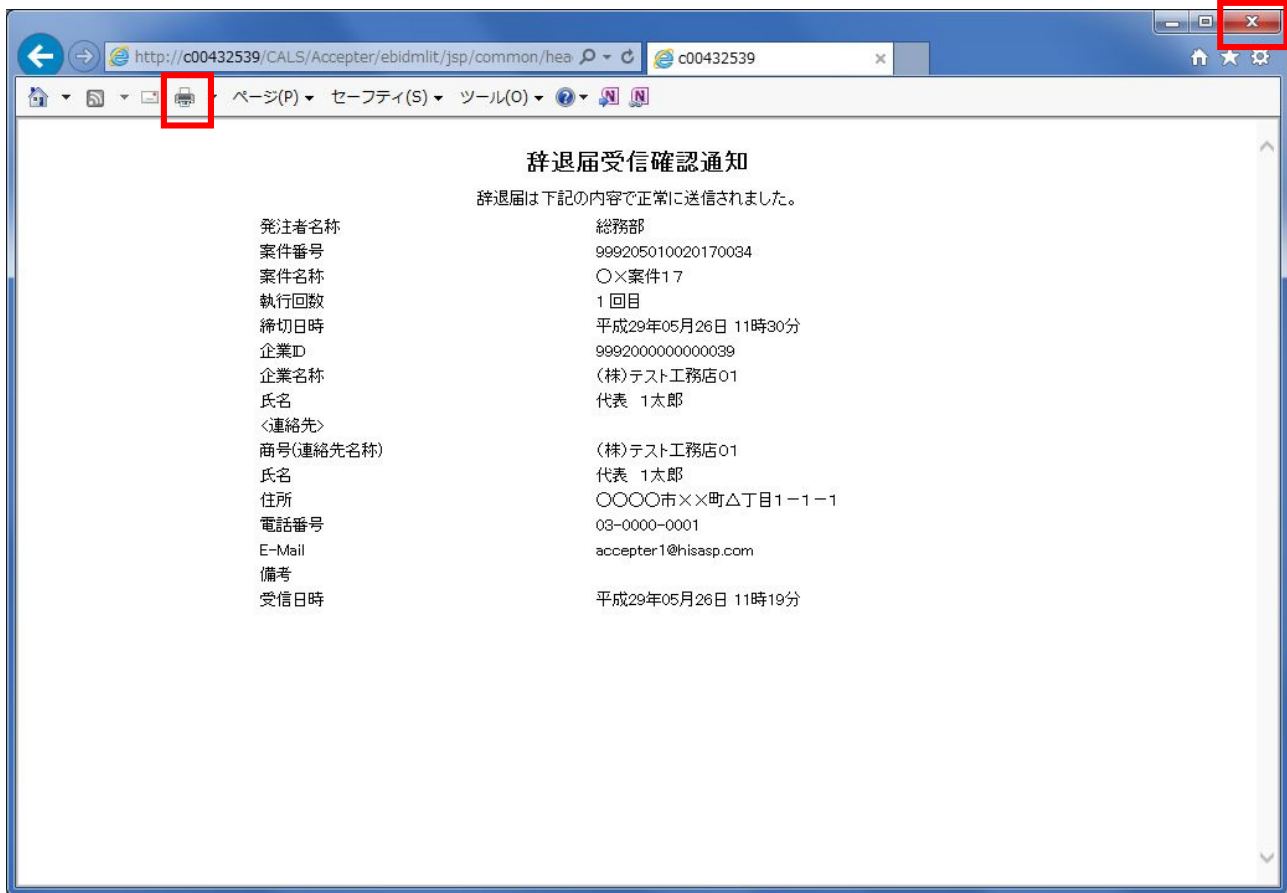 http://c00432539/CALS/Accepter/ebidmlit/jsp/common/hea
c00432539
ページ(P) セーフティ(S) ツール(O)
辞退届受信確認通知
辞退届は下記の内容で正常に送信されました。
発注者名称 総務部
案件番号 999205010020170034
案件名称 ○×案件17
執行回数 1回目
締切日時 平成29年05月26日 11時30分
企業ID 9992000000000039
企業名称 (株)テスト工務店01
氏名 代表 1太郎
<連絡先>
商号(連絡先名称) (株)テスト工務店01
氏名 代表 1太郎
住所 ○○○○市××町△丁目1-1-1
電話番号 03-0000-0001
E-Mail accepter1@hisasp.com
備考
受信日時 平成29年05月26日 11時19分